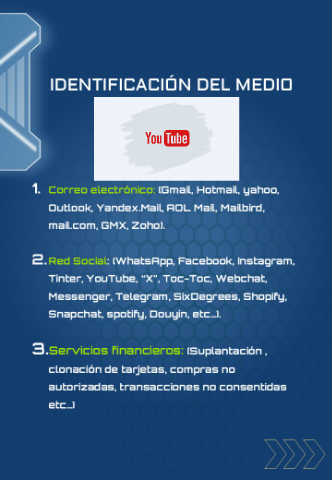 IDENTIFICACIÓN DEL MEDIO
YouTube
1. Correo electrónico: (Gmail, Hotmail, yahoo,
Outlook, Yandex.Mail, AOL Mail, Mailbird,
mail.com, GMX, Zoho).
2. Red Social: (WhatsApp, Facebook, Instagram,
Tinter, YouTube, “X”, Toc-Toc, Webchat,
Messenger, Telegram, SixDegrees, Shopify,
Snapchat, spotify, Douyin, etc...).
3. Servicios financieros: (Suplantación ,
clonación de tarjetas, compras no
autorizadas, transacciones no consentidas
etc...)